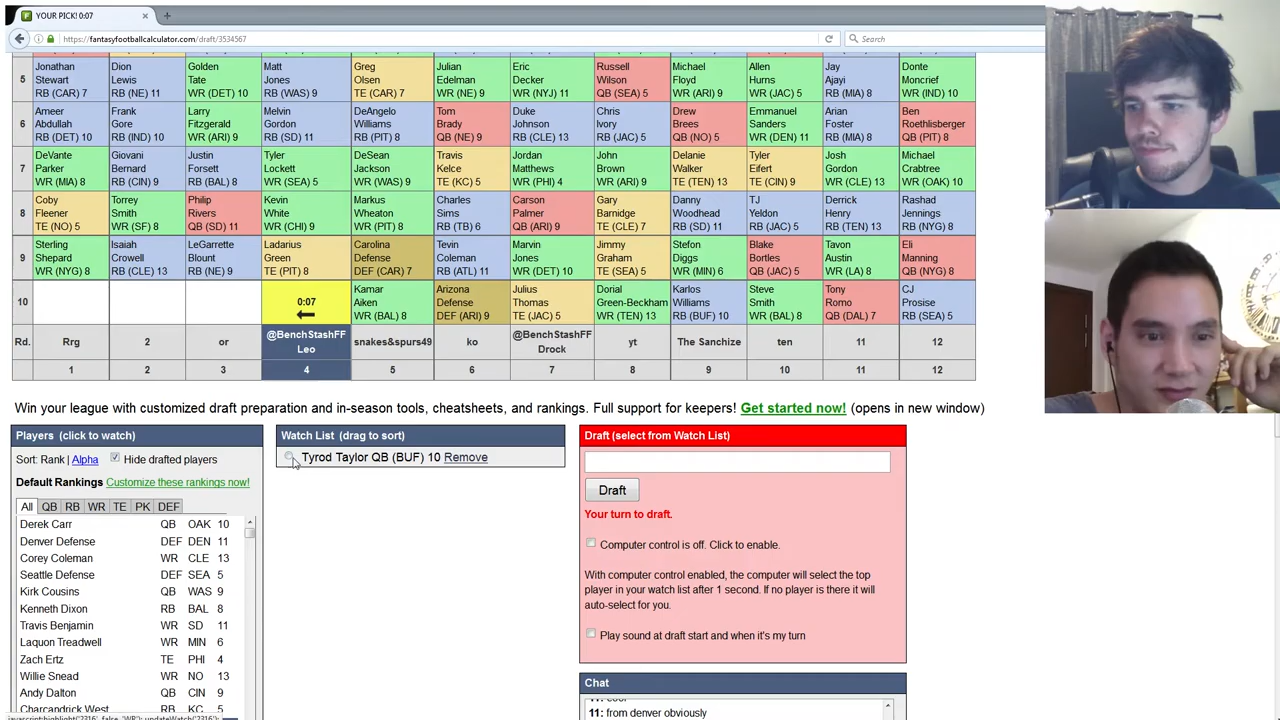 YOUR PICK! 0:07
https://fantasyfootballcalculator.com/draft/3534567
Search
5 Jonathan Stewart RB (CAR) 7 Dion Lewis RB (NE) 11 Golden Tate WR (DET) 10 Matt Jones RB (WAS) 9 Greg Olsen TE (CAR) 7 Julian Edelman WR (NE) 9 Eric Decker WR (NYJ) 11 Russell Wilson QB (SEA) 5 Michael Floyd WR (ARI) 9 Allen Hurns WR (JAC) 5 Jay Ajayi RB (MIA) 8 Donte Moncrief WR (IND) 10
6 Ameer Abdullah RB (DET) 10 Frank Gore RB (IND) 10 Larry Fitzgerald WR (ARI) 9 Melvin Gordon RB (SD) 11 DeAngelo Williams RB (PIT) 8 Tom Brady QB (NE) 9 Duke Johnson RB (CLE) 13 Chris Ivory RB (JAC) 5 Drew Brees QB (NO) 5 Emmanuel Sanders WR (DEN) 11 Arian Foster RB (MIA) 8 Ben Roethlisberger QB (PIT) 8
7 DeVante Parker WR (MIA) 8 Giovani Bernard RB (CIN) 9 Justin Forsett RB (BAL) 8 Tyler Lockett WR (SEA) 5 DeSean Jackson WR (WAS) 9 Travis Kelce TE (KC) 5 Jordan Matthews WR (PHI) 4 John Brown WR (ARI) 9 Delanie Walker TE (TEN) 13 Tyler Eifert TE (CIN) 9 Josh Gordon WR (CLE) 13 Michael Crabtree WR (OAK) 10
8 Coby Fleener TE (NO) 5 Torrey Smith WR (SF) 8 Philip Rivers QB (SD) 11 Kevin White WR (CHI) 9 Markus Wheaton WR (PIT) 8 Charles Sims RB (TB) 6 Carson Palmer QB (ARI) 9 Gary Barnidge TE (CLE) 7 Danny Woodhead RB (SD) 11 TJ Yeldon RB (JAC) 5 Derrick Henry RB (TEN) 13 Rashad Jennings RB (NYG) 8
9 Sterling Shepard WR (NYG) 8 Isaiah Crowell RB (CLE) 13 LeGarrette Blount RB (NE) 9 Ladarius Green TE (PIT) 8 Carolina Defense DEF (CAR) 7 Tevin Coleman RB (ATL) 11 Marvin Jones WR (DET) 10 Jimmy Graham TE (SEA) 5 Stefon Diggs WR (MIN) 6 Blake Bortles QB (JAC) 5 Tavon Austin WR (LA) 8 Eli Manning QB (NYG) 8
10 0:07 Kamar Aiken WR (BAL) 8 Arizona Defense DEF (ARI) 9 Julius Thomas TE (JAC) 5 Dorial Green-Beckham WR (TEN) 13 Karlos Williams RB (BUF) 10 Steve Smith WR (BAL) 8 Tony Romo QB (DAL) 7 CJ Prosise RB (SEA) 5
Rd. Rrg 2 or @BenchStashFF Leo snakes&spurs49 ko @BenchStashFF Drock yt The Sanchize ten 11 12
1 2 3 4 5 6 7 8 9 10 11 12
Win your league with customized draft preparation and in-season tools, cheatsheets, and rankings. Full support for keepers! Get started now! (opens in new window)
Players (click to watch)
Sort: Rank | Alpha Hide drafted players
Default Rankings Customize these rankings now!
All QB RB WR TE PK DEF
Derek Carr QB OAK 10
Denver Defense DEF DEN 11
Corey Coleman WR CLE 13
Seattle Defense DEF SEA 5
Kirk Cousins QB WAS 9
Kenneth Dixon RB BAL 8
Travis Benjamin WR SD 11
Laquon Treadwell WR MIN 6
Zach Ertz TE PHI 4
Willie Snead WR NO 13
Andy Dalton QB CIN 9
Charcandrick West RB KC 5
javascript:highlight('2316', false, 'WR'); updateWatch('2316');
Watch List (drag to sort)
Tyrod Taylor QB (BUF) 10 Remove
Draft (select from Watch List)
Draft
Your turn to draft.
Computer control is off. Click to enable.
With computer control enabled, the computer will select the top
player in your watch list after 1 second. If no player is there it will
auto-select for you.
Play sound at draft start and when it's my turn
Chat
11: cool
11: from denver obviously